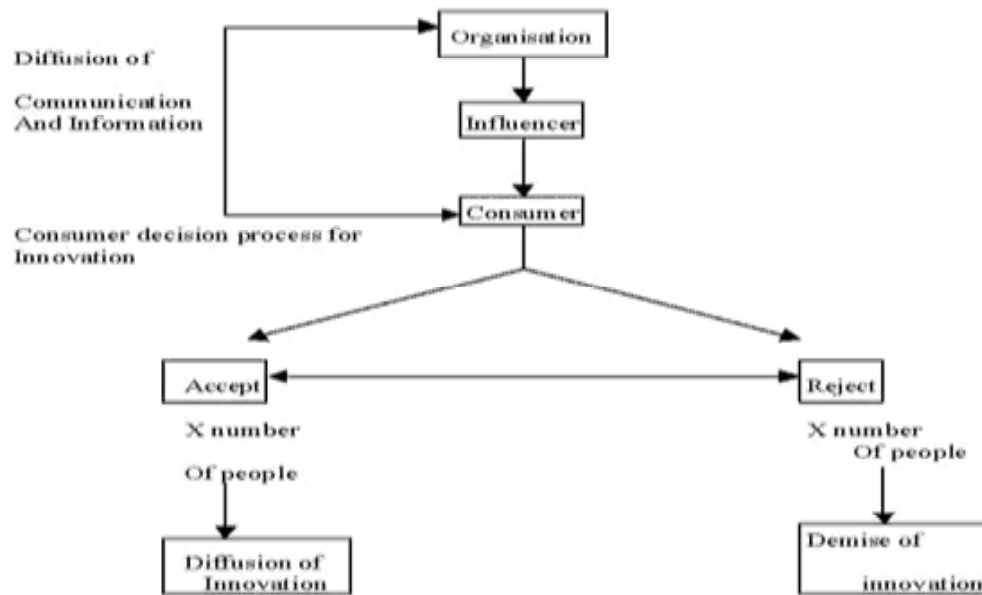 Organisation
Diffusion of
Communication
And Information
Influencer
Consumer
Consumer decision process for
Innovation
Accept
Reject
X number
Of people
X number
Of people
Diffusion of
Innovation
Demise of
innovation